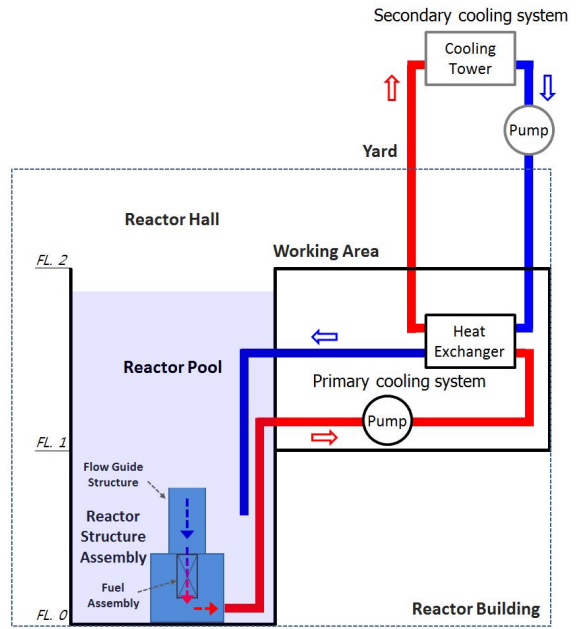 Secondary cooling system
Cooling
Tower
Pump
Yard
Reactor Hall
Working Area
FL. 2
Heat
Exchanger
Reactor Pool
Primary cooling system
Pump
FL. 1
Flow Guide
Structure
Reactor
Structure
Assembly
Fuel
Assembly
FL. 0
Reactor Building